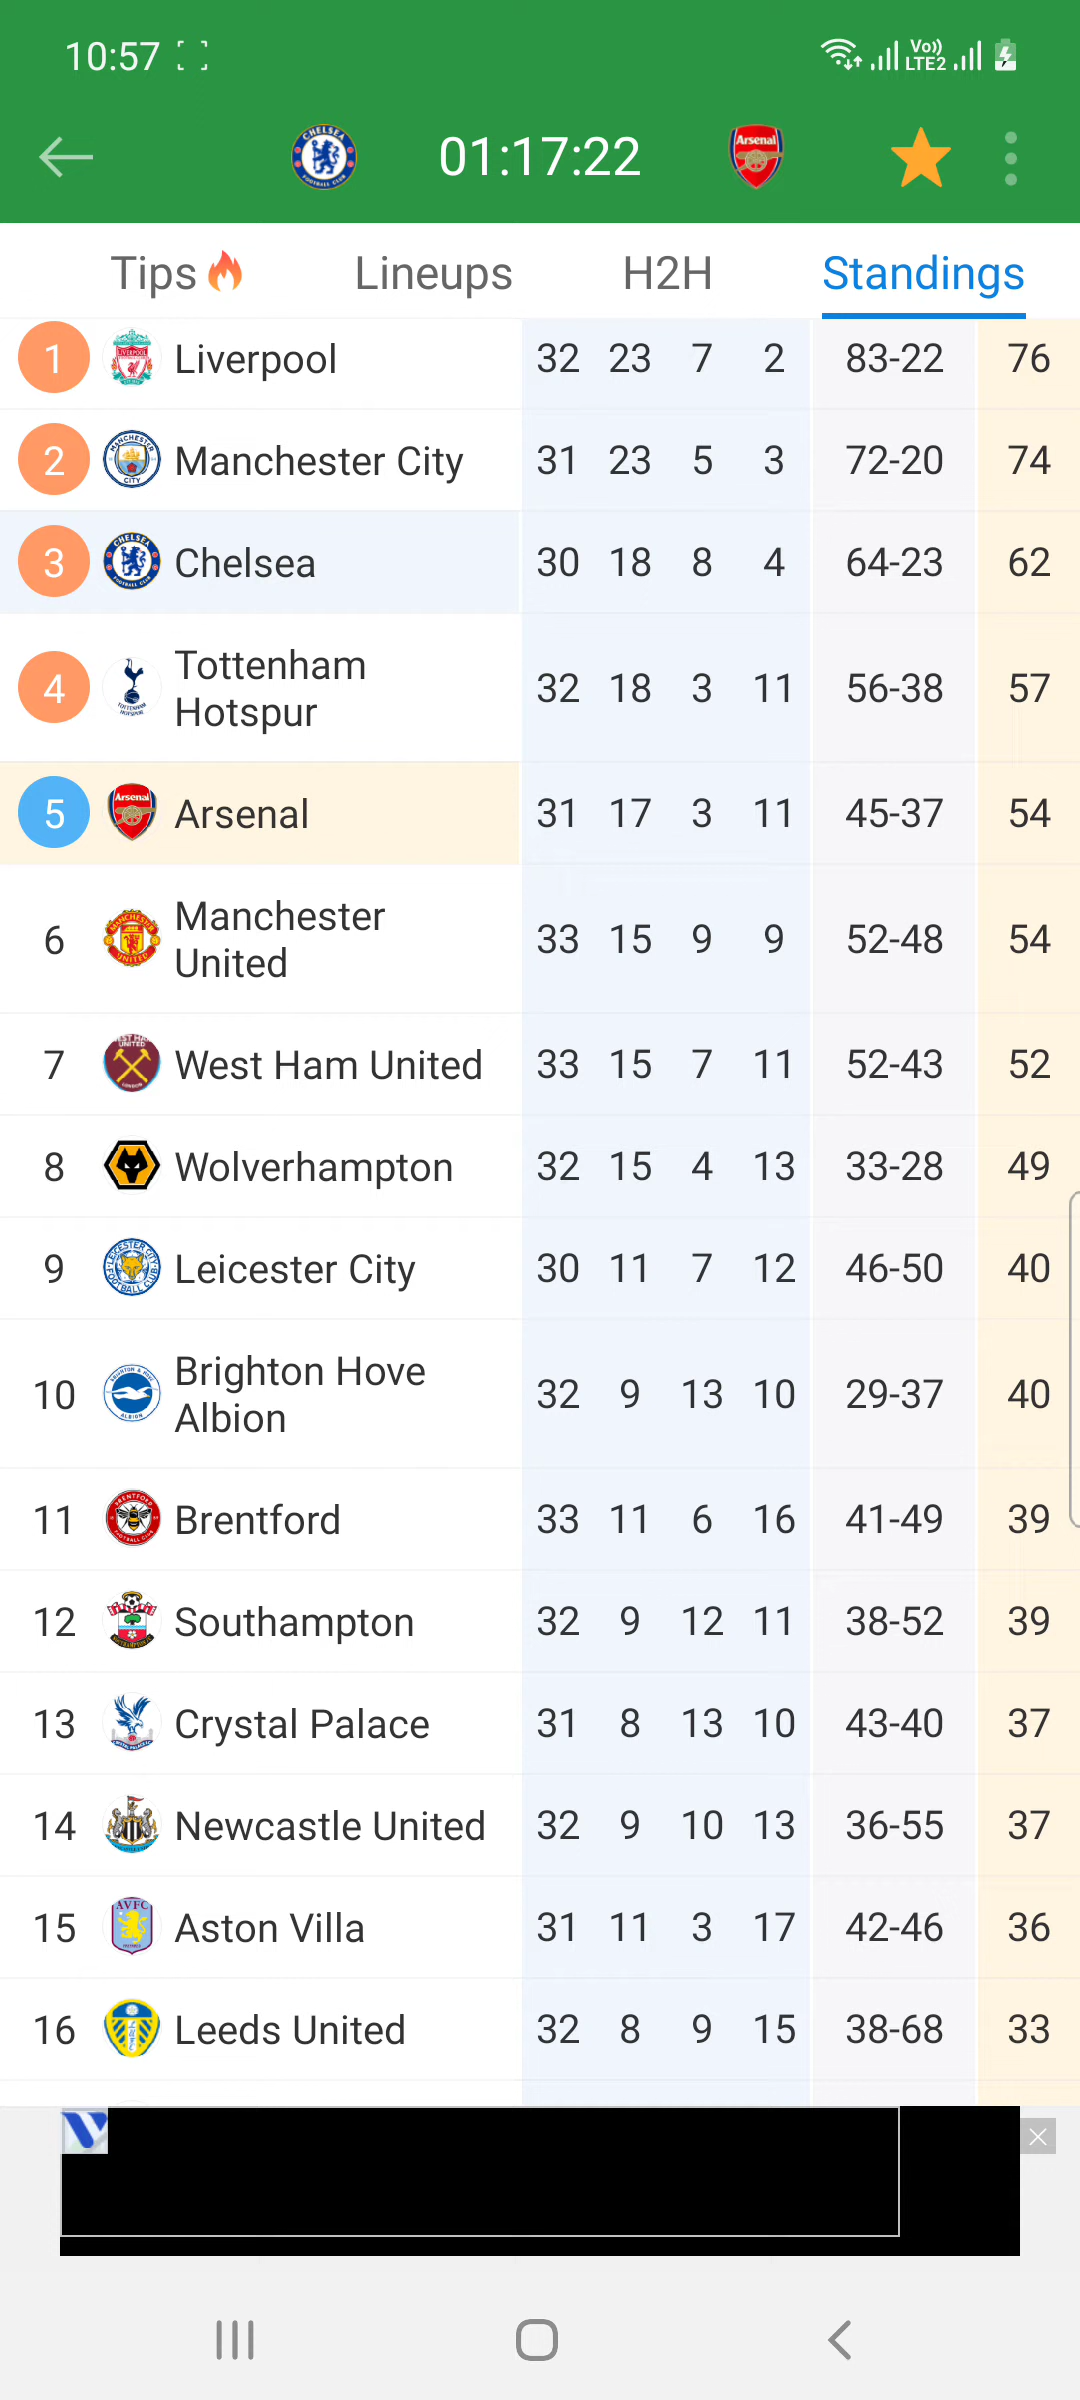 10:57
Vo))
LTE2
CHELSEA
FOOTBALL CLUB
01:17:22
Arsenal
Tips Lineups H2H Standings
1 Liverpool 32 23 7 2 83-22 76
2 Manchester City 31 23 5 3 72-20 74
3 Chelsea 30 18 8 4 64-23 62
4 Tottenham Hotspur 32 18 3 11 56-38 57
5 Arsenal 31 17 3 11 45-37 54
6 Manchester United 33 15 9 9 52-48 54
7 West Ham United 33 15 7 11 52-43 52
8 Wolverhampton 32 15 4 13 33-28 49
9 Leicester City 30 11 7 12 46-50 40
10 Brighton Hove Albion 32 9 13 10 29-37 40
11 Brentford 33 11 6 16 41-49 39
12 Southampton 32 9 12 11 38-52 39
13 Crystal Palace 31 8 13 10 43-40 37
14 Newcastle United 32 9 10 13 36-55 37
15 Aston Villa 31 11 3 17 42-46 36
16 Leeds United 32 8 9 15 38-68 33